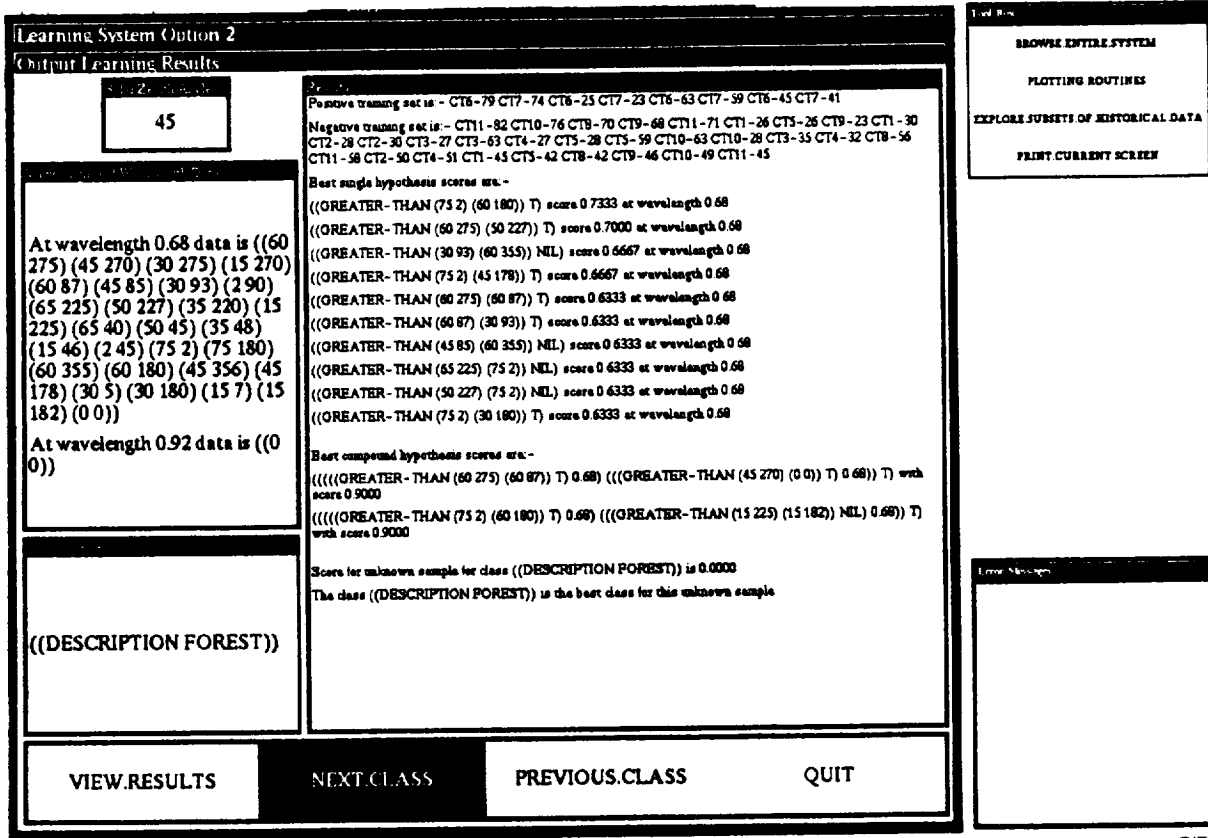 Learning System Option 2
Output Learning Results
45
At wavelength 0.68 data is ((60
275) (45 270) (30 275) (15 270)
(60 87) (45 85) (30 93) (2 90)
(65 225) (50 227) (35 220) (15
225) (65 40) (50 45) (35 48)
(15 46) (2 45) (75 2) (75 180)
(60 355) (60 180) (45 356) (45
178) (30 5) (30 180) (15 7) (15
182) (0 0))
At wavelength 0.92 data is ((0
0))
((DESCRIPTION FOREST))
Positive training set is:- CT6-79 CT7-74 CT6-25 CT7-23 CT6-63 CT7-59 CT6-45 CT7-41
Negative training set is:- CT11-82 CT10-76 CT8-70 CT9-68 CT11-71 CT1-26 CT5-26 CT9-23 CT1-30
CT2-28 CT2-30 CT3-27 CT3-63 CT4-27 CT5-28 CT5-59 CT10-63 CT10-28 CT3-35 CT4-32 CT8-56
CT11-58 CT2-50 CT4-51 CT1-45 CT5-42 CT8-42 CT9-46 CT10-49 CT11-45
Best single hypothesis scores are:-
((GREATER-THAN (75 2) (60 180)) T) score 0.7333 at wavelength 0.68
((GREATER-THAN (60 275) (50 227)) T) score 0.7000 at wavelength 0.68
((GREATER-THAN (30 93) (60 355)) NIL) score 0.6667 at wavelength 0.68
((GREATER-THAN (75 2) (45 178)) T) score 0.6667 at wavelength 0.68
((GREATER-THAN (60 275) (60 87)) T) score 0.6333 at wavelength 0.68
((GREATER-THAN (60 87) (30 93)) T) score 0.6333 at wavelength 0.68
((GREATER-THAN (45 85) (60 355)) NIL) score 0.6333 at wavelength 0.68
((GREATER-THAN (65 225) (75 2)) NIL) score 0.6333 at wavelength 0.68
((GREATER-THAN (50 227) (75 2)) NIL) score 0.6333 at wavelength 0.68
((GREATER-THAN (75 2) (30 180)) T) score 0.6333 at wavelength 0.68
Best compound hypothesis scores are:-
(((((GREATER-THAN (60 275) (60 87)) T) 0.68) (((GREATER-THAN (45 270) (0 0)) T) 0.68)) T) with
score 0.9000
(((((GREATER-THAN (75 2) (60 180)) T) 0.68) (((GREATER-THAN (15 225) (15 182)) NIL) 0.68)) T)
with score 0.9000
Score for unknown sample for class ((DESCRIPTION FOREST)) is 0.0000
The class ((DESCRIPTION FOREST)) is the best class for this unknown sample
VIEW.RESULTS
NEXT.CLASS
PREVIOUS.CLASS
QUIT
Tool Box
BROWSE.ENTIRE.SYSTEM
PLOTTING ROUTINES
EXPLORE.SUBSETS.OF.HISTORICAL.DATA
PRINT.CURRENT SCREEN
Error Messages